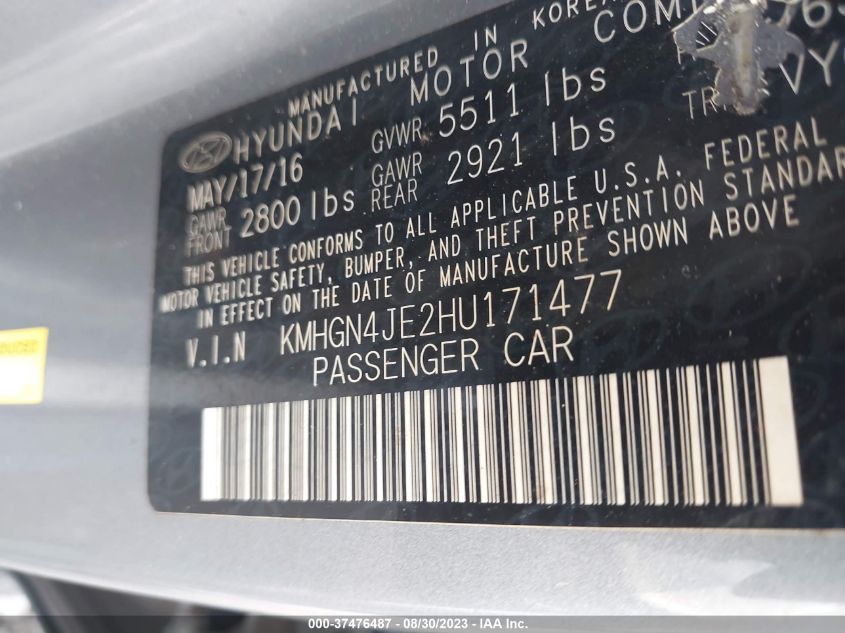 MANUFACTURED IN KOREA
HYUNDAI MOTOR COMP
MAY/17/16 GVWR 5511 lbs
GAWR FRONT 2800 lbs GAWR REAR 2921 lbs TR
THIS VEHICLE CONFORMS TO ALL APPLICABLE U.S.A. FEDERAL
MOTOR VEHICLE SAFETY, BUMPER, AND THEFT PREVENTION STANDAR
IN EFFECT ON THE DATE OF MANUFACTURE SHOWN ABOVE
V.I.N KMHGN4JE2HU171477
PASSENGER CAR
000-37476487 - 08/30/2023 - IAA Inc.